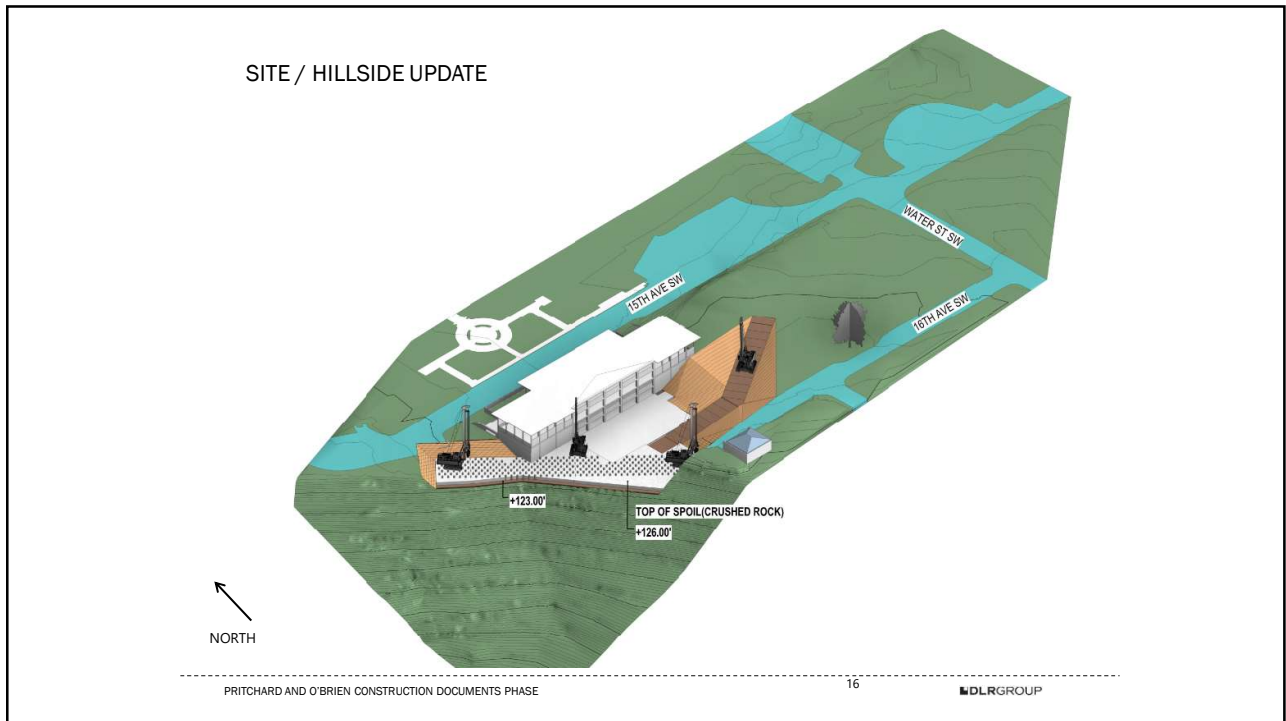 SITE / HILLSIDE UPDATE
WATER ST SW
15TH AVE SW
16TH AVE SW
+123.00'
TOP OF SPOIL(CRUSHED ROCK)
+126.00'
NORTH
PRITCHARD AND O'BRIEN CONSTRUCTION DOCUMENTS PHASE
16
DLRGROUP